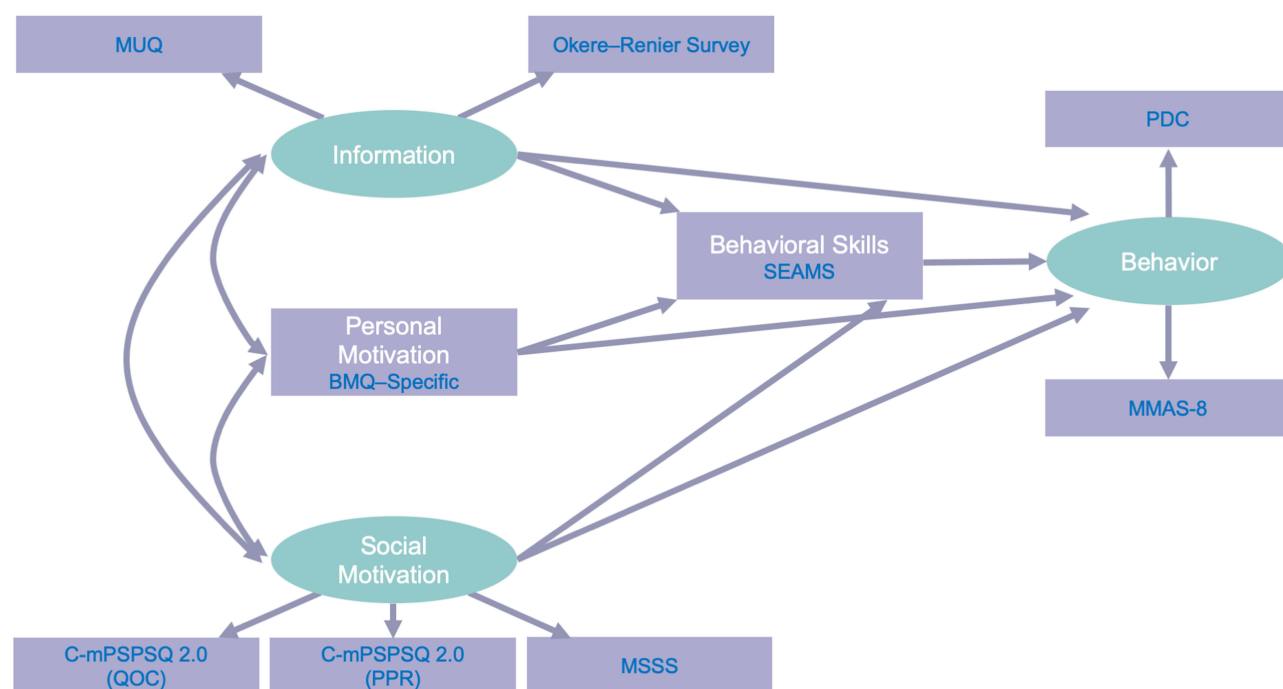 MUQ
Okere–Renier Survey
PDC
Information
Behavioral Skills
SEAMS
Behavior
Personal
Motivation
BMQ–Specific
MMAS-8
Social
Motivation
C-mPSPSQ 2.0
(QOC)
C-mPSPSQ 2.0
(PPR)
MSSS